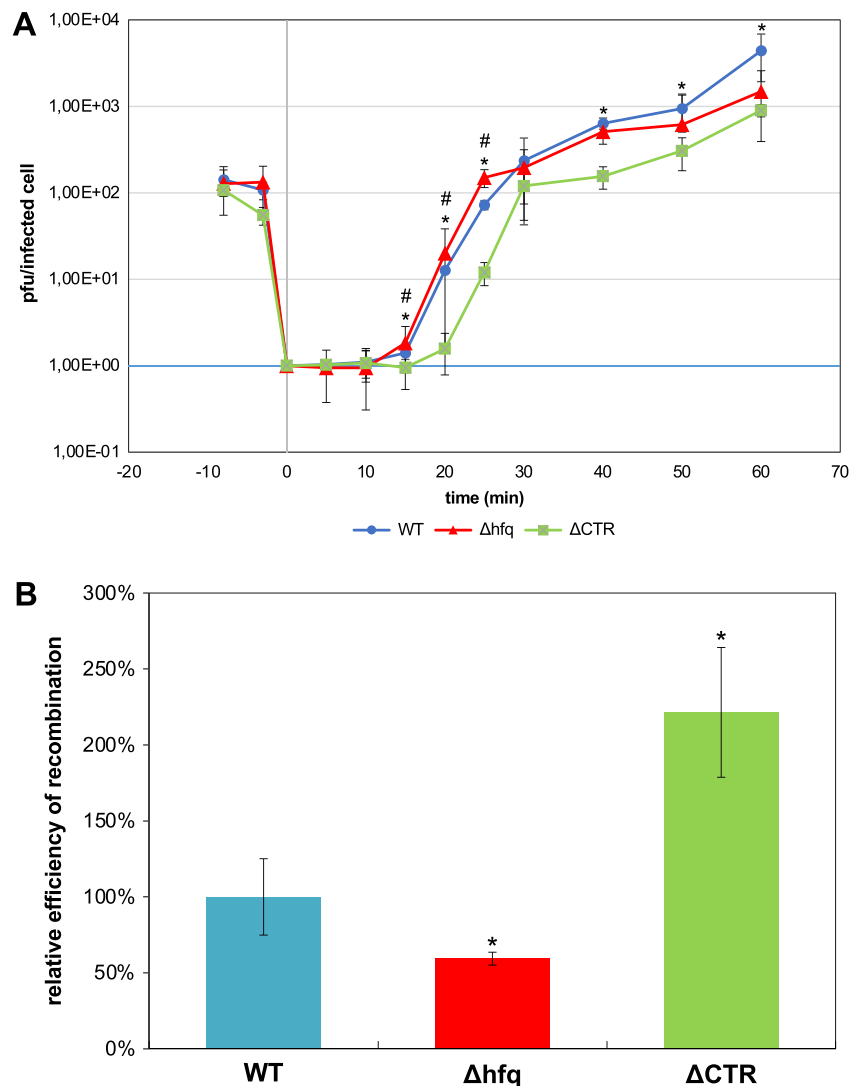 A
1,00E+04
1,00E+03
1,00E+02
1,00E+01
1,00E+00
1,00E-01
pfu/infected cell
# * # * # * * * *
-20 -10 0 10 20 30 40 50 60 70
time (min)
WT Δhfq ΔCTR
B
300%
250%
200%
150%
100%
50%
0%
relative efficiency of recombination
* *
WT Δhfq ΔCTR